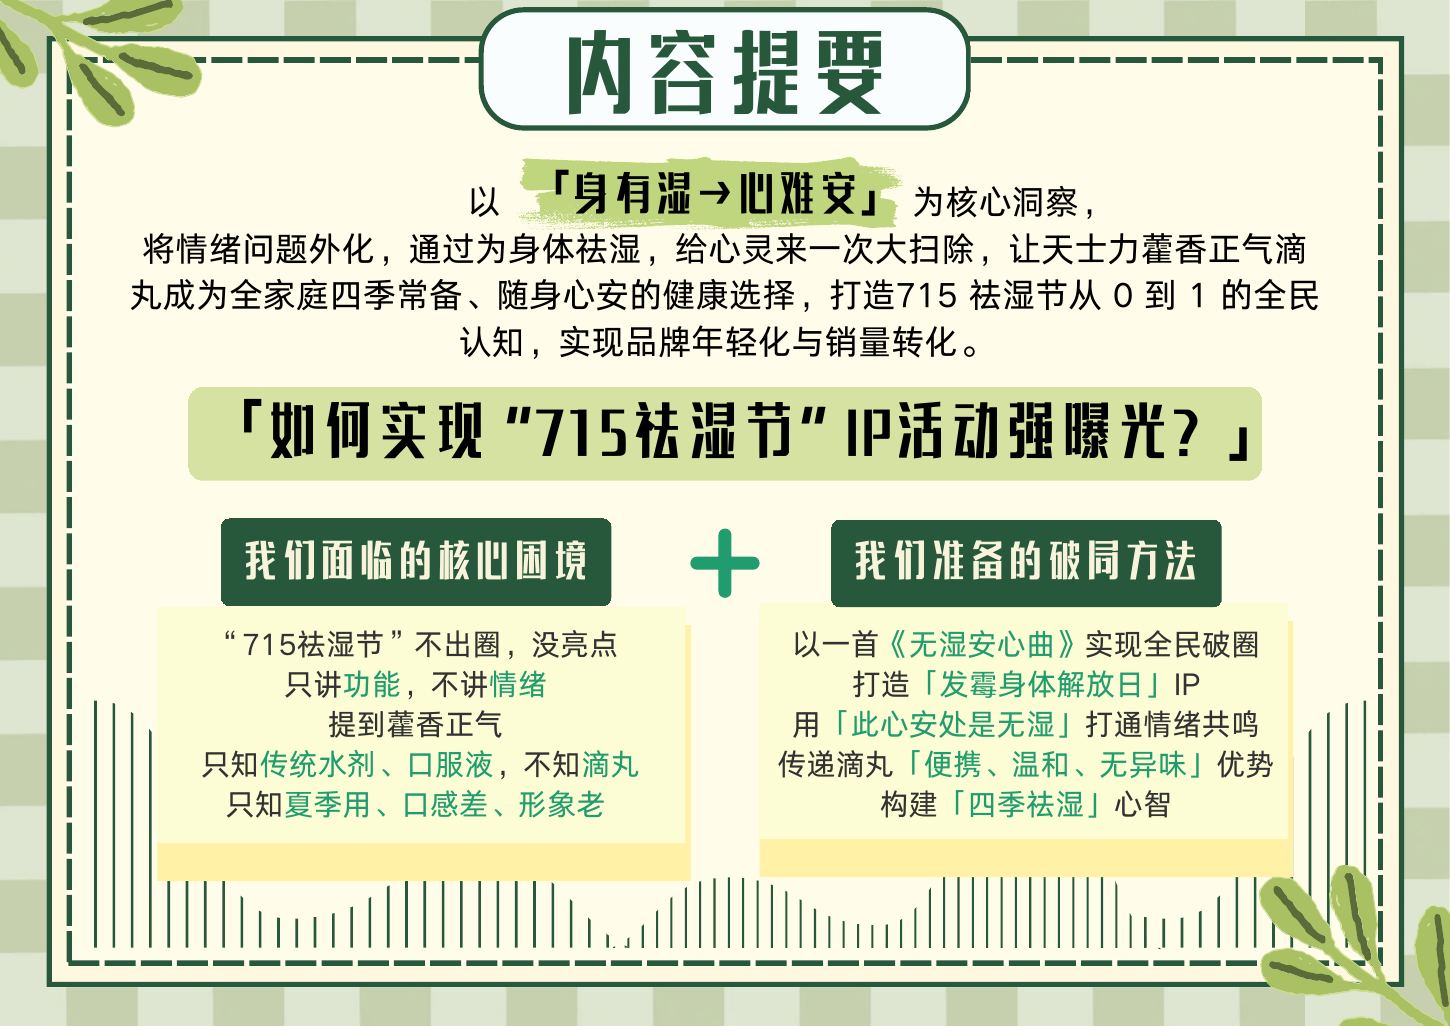 内容提要
以「身有湿→心难安」为核心洞察，
将情绪问题外化，通过为身体祛湿，给心灵来一次大扫除，让天士力藿香正气滴
丸成为全家庭四季常备、随身心安的健康选择，打造715 祛湿节从 0 到 1 的全民
认知，实现品牌年轻化与销量转化。
「如何实现“715祛湿节“IP活动强曝光？」
我们面临的核心困境
“715祛湿节”不出圈，没亮点
只讲功能，不讲情绪
提到藿香正气
只知传统水剂、口服液，不知滴丸
只知夏季用、口感差、形象老
+
我们准备的破局方法
以一首《无湿安心曲》实现全民破圈
打造「发霉身体解放日」IP
用「此心安处是无湿」打通情绪共鸣
传递滴丸「便携、温和、无异味」优势
构建「四季祛湿」心智